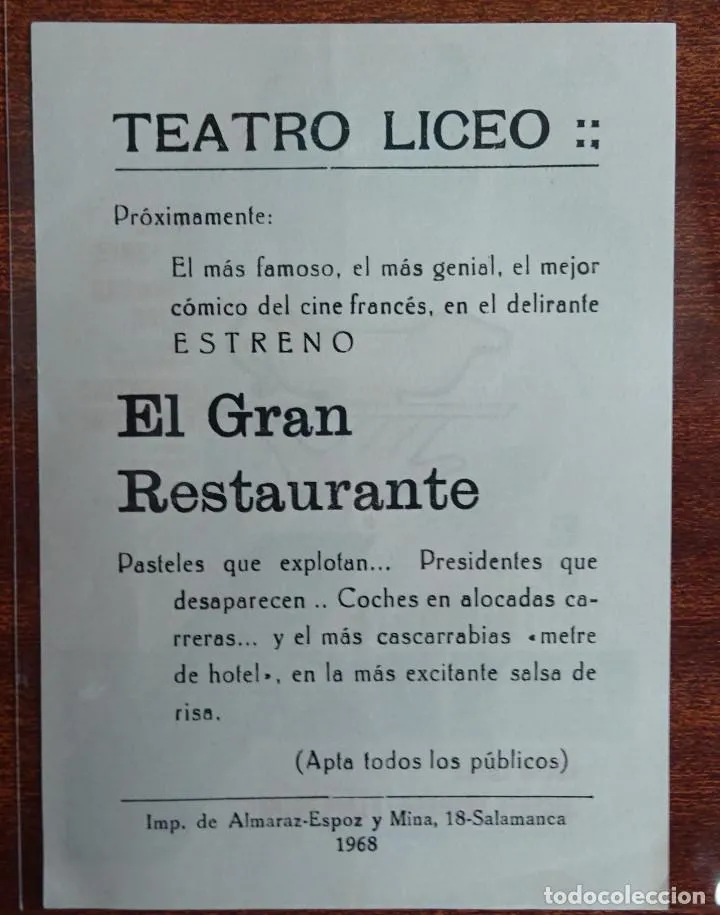 TEATRO LICEO ::
Próximamente:
El más famoso, el más genial, el mejor
cómico del cine francés, en el delirante
ESTRENO
El Gran
Restaurante
Pasteles que explotan... Presidentes que
desaparecen .. Coches en alocadas ca-
rreras... y el más cascarrabias «metre
de hotel», en la más excitante salsa de
risa.
(Apta todos los públicos)
Imp. de Almaraz-Espoz y Mina, 18-Salamanca
1968
todocoleccion